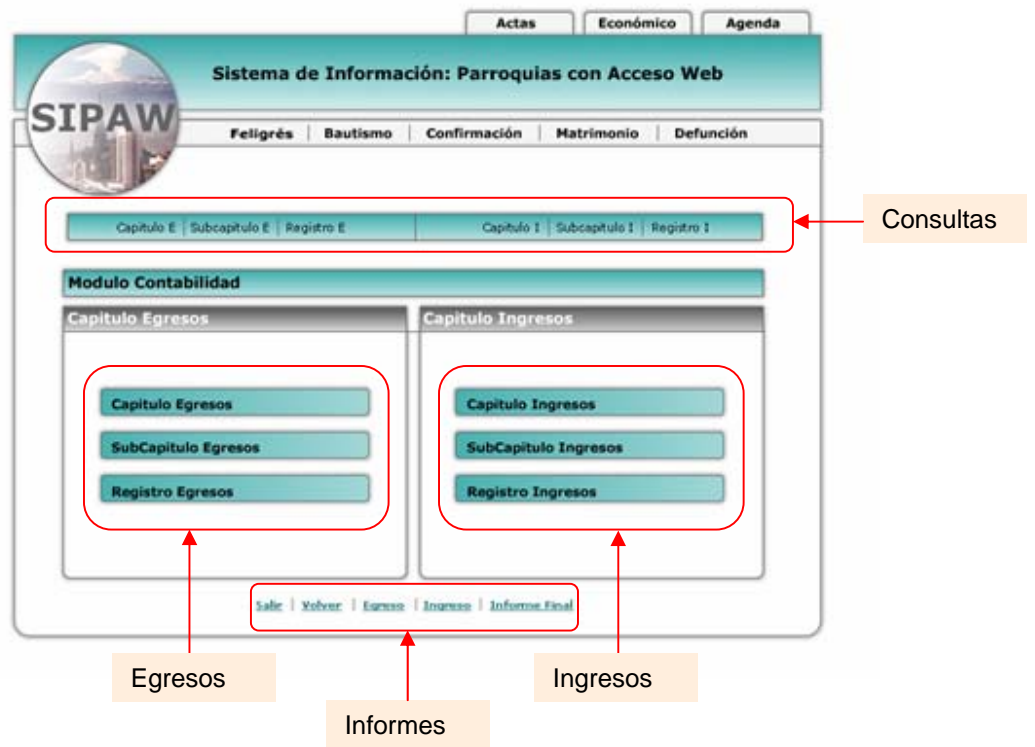 Actas Económico Agenda
Sistema de Información: Parroquias con Acceso Web
SIPAW
Feligrés | Bautismo | Confirmación | Matrimonio | Defunción
Capitulo E | Subcapitulo E | Registro E Capitulo I | Subcapitulo I | Registro I
Consultas
Modulo Contabilidad
Capitulo Egresos Capitulo Ingresos
Capitulo Egresos Capitulo Ingresos
SubCapitulo Egresos SubCapitulo Ingresos
Registro Egresos Registro Ingresos
Salir | Volver | Egreso | Ingreso | Informe Final
Egresos Ingresos
Informes